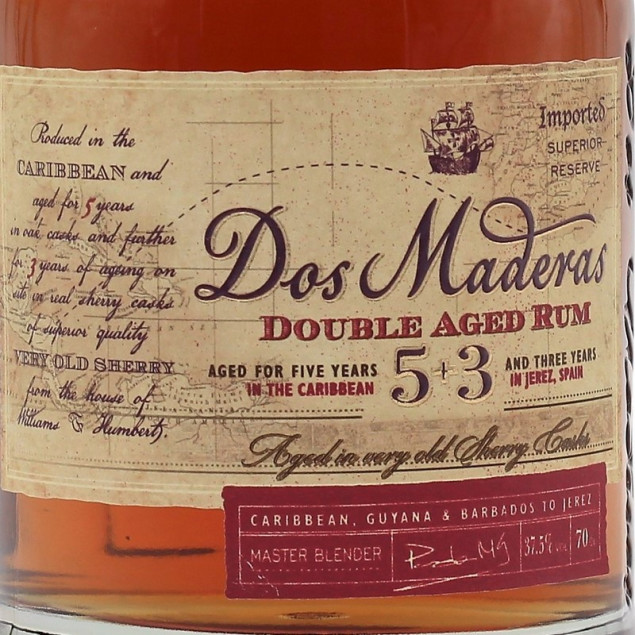 Produced in the
CARIBBEAN and
aged for 5 years
in oak casks and further
for 3 years of ageing on
site in real sherry casks
of superior quality
VERY OLD SHERRY
from the house of
Williams & Humbert.
Imported
SUPERIOR
RESERVE
Dos Maderas
DOUBLE AGED RUM
AGED FOR FIVE YEARS
IN THE CARIBBEAN
5+3
AND THREE YEARS
IN JEREZ, SPAIN
Aged in very old Sherry Casks
CARIBBEAN, GUYANA & BARBADOS TO JEREZ
MASTER BLENDER
37.5%
70